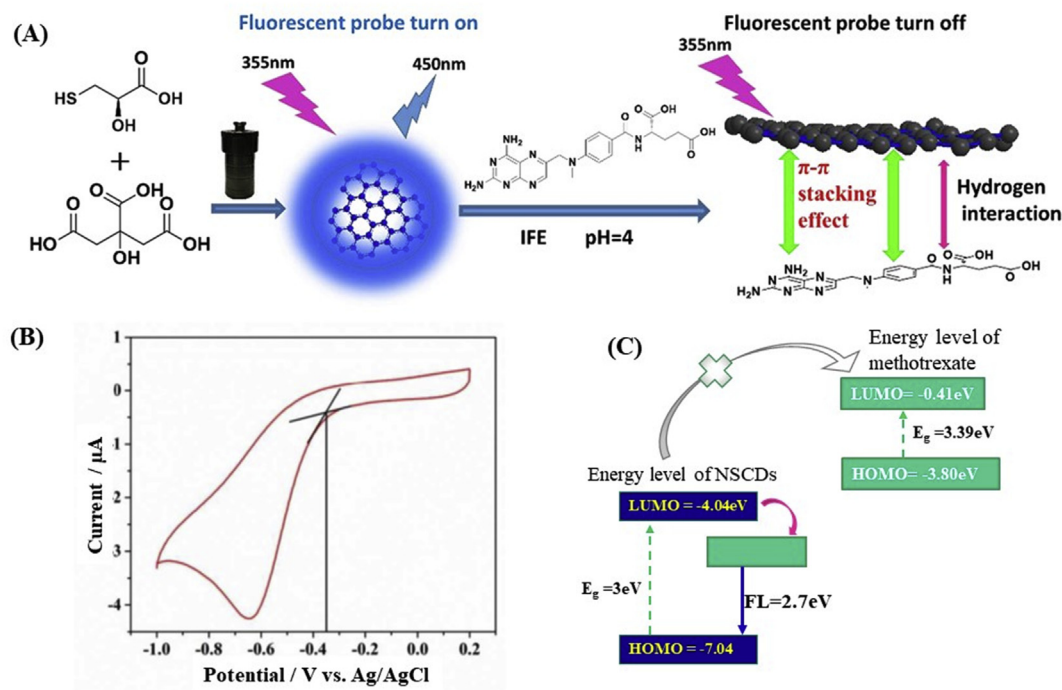 (A)
Fluorescent probe turn on
Fluorescent probe turn off
355nm
450nm
355nm
O
HS
OH
OH
+
O
OH
O
O
HO
OH
OH
NH2
N
N
H2N
N
N
N
O
N
H
O
OH
O
OH
IFE pH=4
π-π
stacking
effect
Hydrogen
interaction
NH2
N
N
H2N
N
N
N
O
N
H
O
OH
O
OH
(B)
1
0
-1
-2
-3
-4
Current / μA
-1.0 -0.8 -0.6 -0.4 -0.2 0.0 0.2
Potential / V vs. Ag/AgCl
(C)
Energy level of
methotrexate
LUMO= -0.41eV
Eg =3.39eV
HOMO= -3.80eV
Energy level of NSCDs
LUMO = -4.04eV
Eg =3eV
FL=2.7eV
HOMO = -7.04